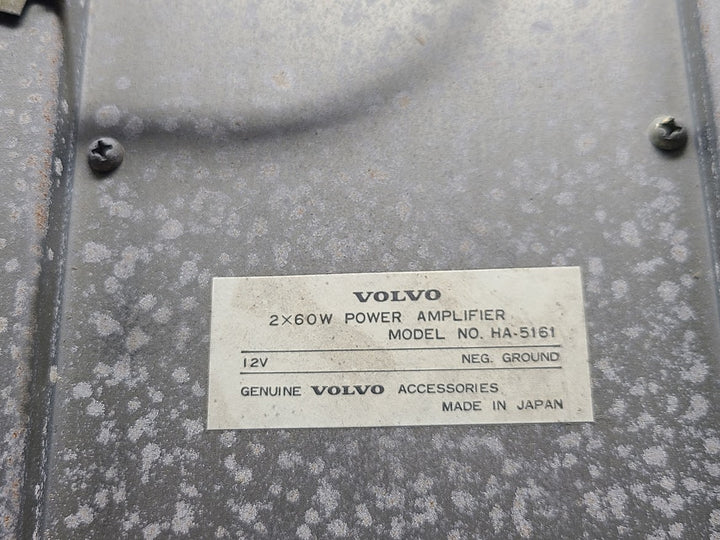 VOLVO
2×60W POWER AMPLIFIER
MODEL NO. HA-5161
12V NEG. GROUND
GENUINE VOLVO ACCESSORIES
MADE IN JAPAN